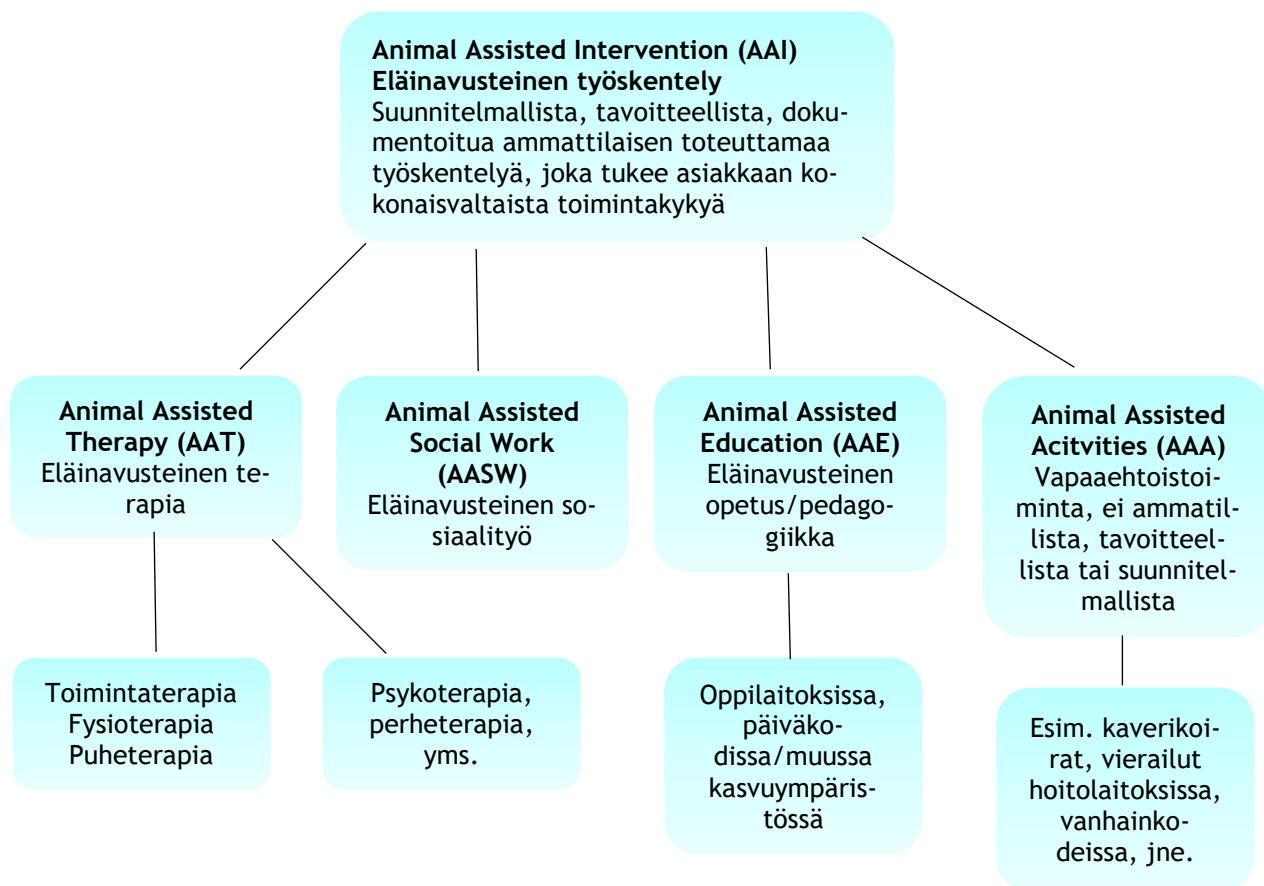 Animal Assisted Intervention (AAI)
Eläinavusteinen työskentely
Suunnitelmallista, tavoitteellista, doku-
mentoitua ammattilaisen toteuttamaa
työskentelyä, joka tukee asiakkaan ko-
konaisvaltaista toimintakykyä
Animal Assisted
Therapy (AAT)
Eläinavusteinen te-
rapia
Animal Assisted
Social Work
(AASW)
Eläinavusteinen so-
siaalityö
Animal Assisted
Education (AAE)
Eläinavusteinen
opetus/pedago-
giikka
Animal Assisted
Acitvities (AAA)
Vapaaehtoistoi-
minta, ei ammatil-
lista, tavoitteel-
lista tai suunnitel-
mallista
Toimintaterapia
Fysioterapia
Puheterapia
Psykoterapia,
perheterapia,
yms.
Oppilaitoksissa,
päiväko-
dissa/muussa
kasvuympäris-
tössä
Esim. kaverikoi-
rat, vierailut
hoitolaitoksissa,
vanhainko-
deissa, jne.